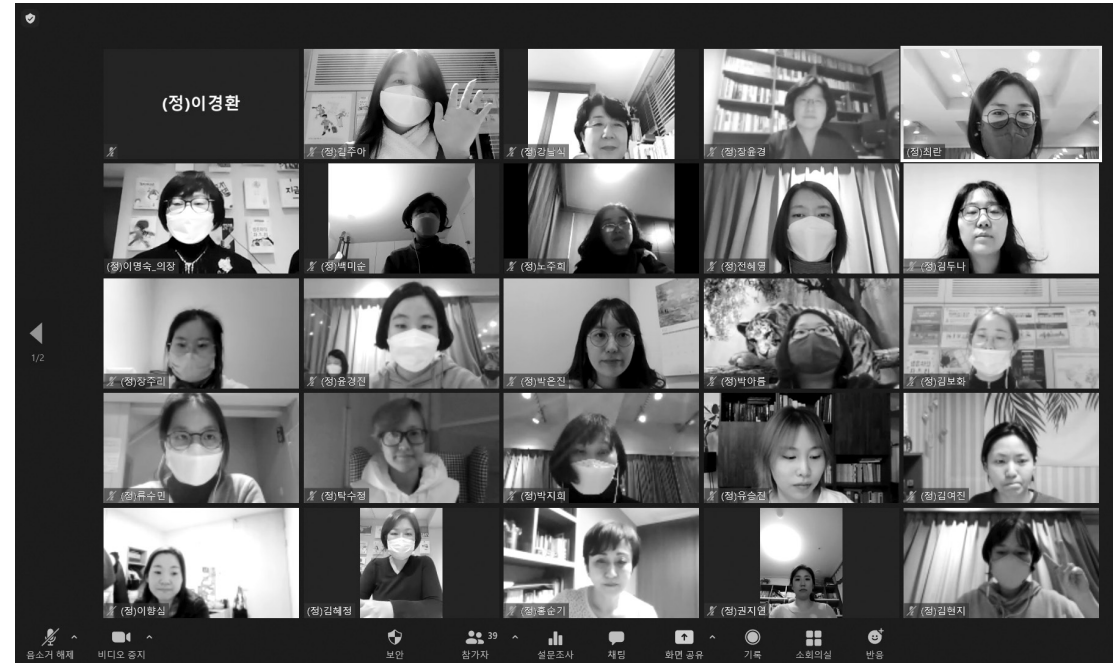 (정)이경환
(정)김주아
(정)강남식
(정)장윤경
(정)최란
(정)이영숙_의장
(정)백미순
(정)노주희
(정)전혜영
(정)김두나
(정)장주리
(정)윤경진
(정)박은진
(정)박아름
(정)김보화
1/2
(정)류수민
(정)탁수정
(정)박지희
(정)유승진
(정)김여진
(정)이항심
(정)김혜정
(정)홍순기
(정)권지연
(정)김현지
음소거 해제
비디오 중지
보안
39
참가자
설문조사
채팅
화면 공유
기록
소회의실
반응